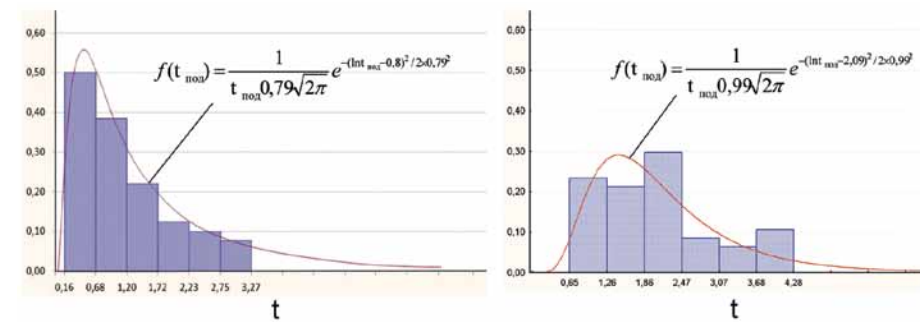 0,60
0,50
0,40
0,30
0,20
0,10
0,00
f(t под) = 1 / t под 0,79√2π e^−(lnt под −0,8)² / 2×0,79²
0,16 0,68 1,20 1,72 2,23 2,75 3,27
t
0,60
0,50
0,40
0,30
0,20
0,10
0,00
f(t под) = 1 / t под 0,99√2π e^−(lnt под −2,09)² / 2×0,99²
0,65 1,26 1,86 2,47 3,07 3,68 4,28
t